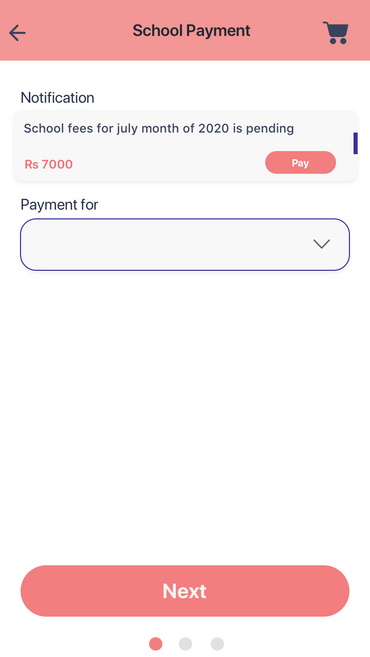 School Payment
Notification
School fees for july month of 2020 is pending
Rs 7000
Pay
Payment for
Next